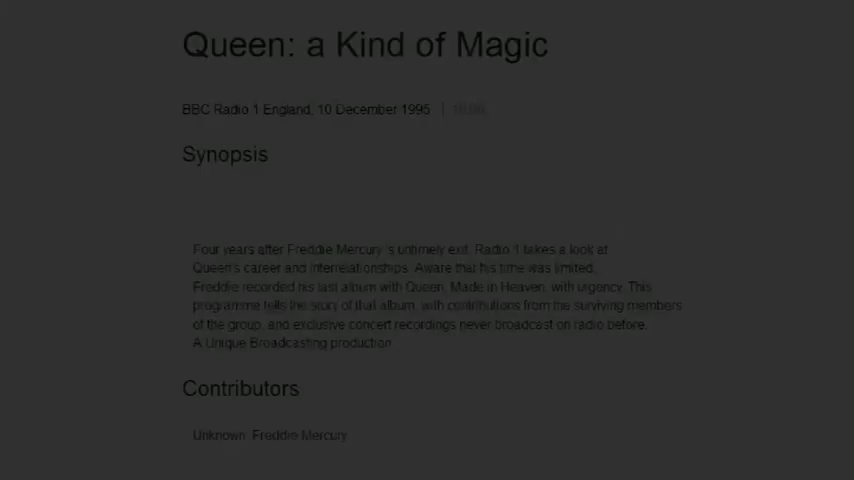 Queen: a Kind of Magic
BBC Radio 1 England, 10 December 1995 |
Synopsis
Four years after Freddie Mercury's untimely exit, Radio 1 takes a look at
Queen's career and interrelationships. Aware that his time was limited,
Freddie recorded his last album with Queen, Made in Heaven, with urgency. This
programme tells the story of that album, with contributions from the surviving members
of the group, and exclusive concert recordings never broadcast on radio before.
A Unique Broadcasting production
Contributors
Unknown: Freddie Mercury